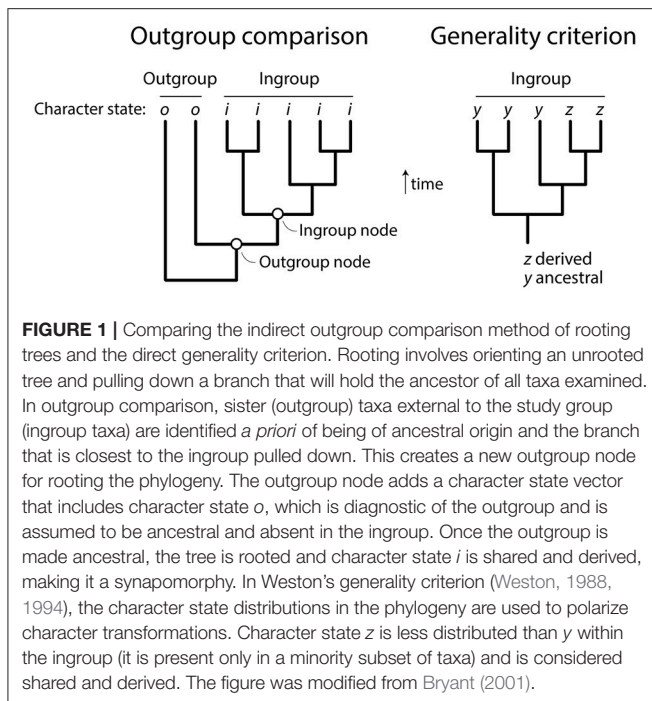 Outgroup comparison
Generality criterion
Outgroup
Ingroup
Ingroup
Character state: o o i i i i i
y y y z z
time
Ingroup node
Outgroup node
z derived
y ancestral
FIGURE 1 | Comparing the indirect outgroup comparison method of rooting
trees and the direct generality criterion. Rooting involves orienting an unrooted
tree and pulling down a branch that will hold the ancestor of all taxa examined.
In outgroup comparison, sister (outgroup) taxa external to the study group
(ingroup taxa) are identified a priori of being of ancestral origin and the branch
that is closest to the ingroup pulled down. This creates a new outgroup node
for rooting the phylogeny. The outgroup node adds a character state vector
that includes character state o, which is diagnostic of the outgroup and is
assumed to be ancestral and absent in the ingroup. Once the outgroup is
made ancestral, the tree is rooted and character state i is shared and derived,
making it a synapomorphy. In Weston’s generality criterion (Weston, 1988,
1994), the character state distributions in the phylogeny are used to polarize
character transformations. Character state z is less distributed than y within
the ingroup (it is present only in a minority subset of taxa) and is considered
shared and derived. The figure was modified from Bryant (2001).